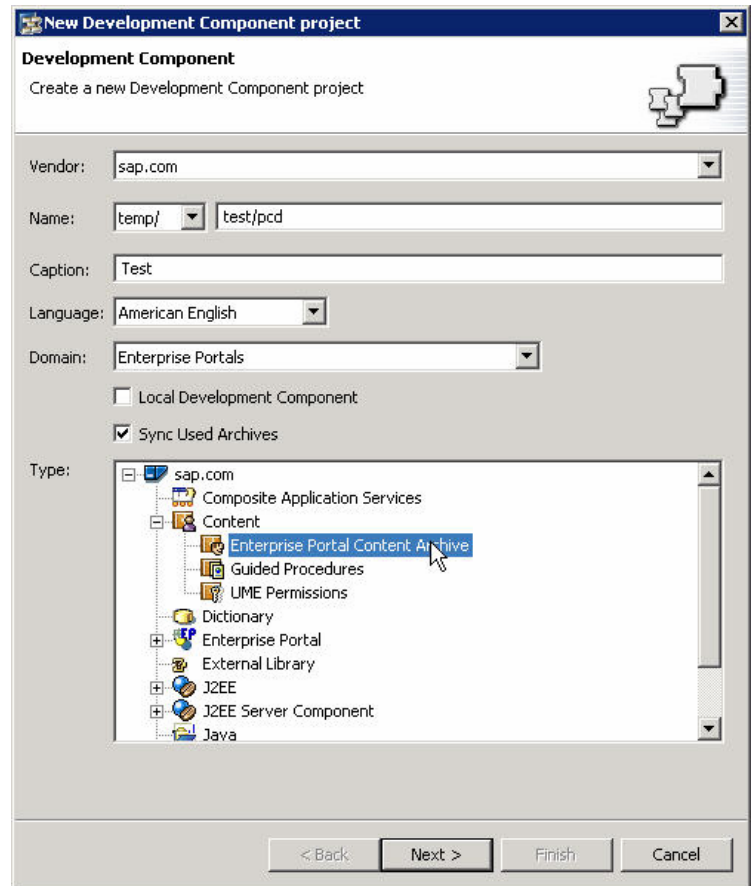 New Development Component project
Development Component
Create a new Development Component project
Vendor: sap.com
Name: temp/ test/pcd
Caption: Test
Language: American English
Domain: Enterprise Portals
Local Development Component
Sync Used Archives
Type: sap.com
Composite Application Services
Content
Enterprise Portal Content Archive
Guided Procedures
UME Permissions
Dictionary
EP Enterprise Portal
External Library
J2EE
J2EE Server Component
Java
< Back Next > Finish Cancel